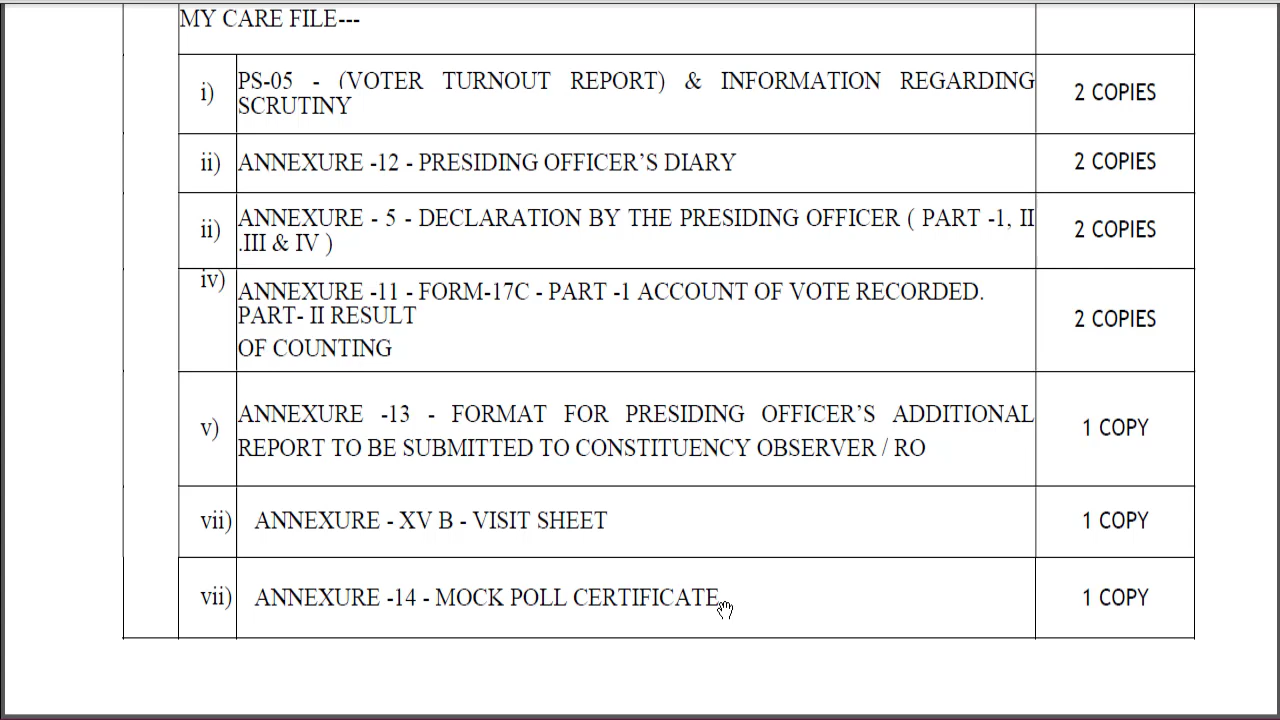 MY CARE FILE---
i) PS-05 - (VOTER TURNOUT REPORT) & INFORMATION REGARDING
SCRUTINY
2 COPIES
ii) ANNEXURE -12 - PRESIDING OFFICER’S DIARY
2 COPIES
ii) ANNEXURE - 5 - DECLARATION BY THE PRESIDING OFFICER ( PART -1, II
.III & IV )
2 COPIES
iv) ANNEXURE -11 - FORM-17C - PART -1 ACCOUNT OF VOTE RECORDED.
PART- II RESULT
OF COUNTING
2 COPIES
v) ANNEXURE -13 - FORMAT FOR PRESIDING OFFICER’S ADDITIONAL
REPORT TO BE SUBMITTED TO CONSTITUENCY OBSERVER / RO
1 COPY
vii) ANNEXURE - XV B - VISIT SHEET
1 COPY
vii) ANNEXURE -14 - MOCK POLL CERTIFICATE
1 COPY